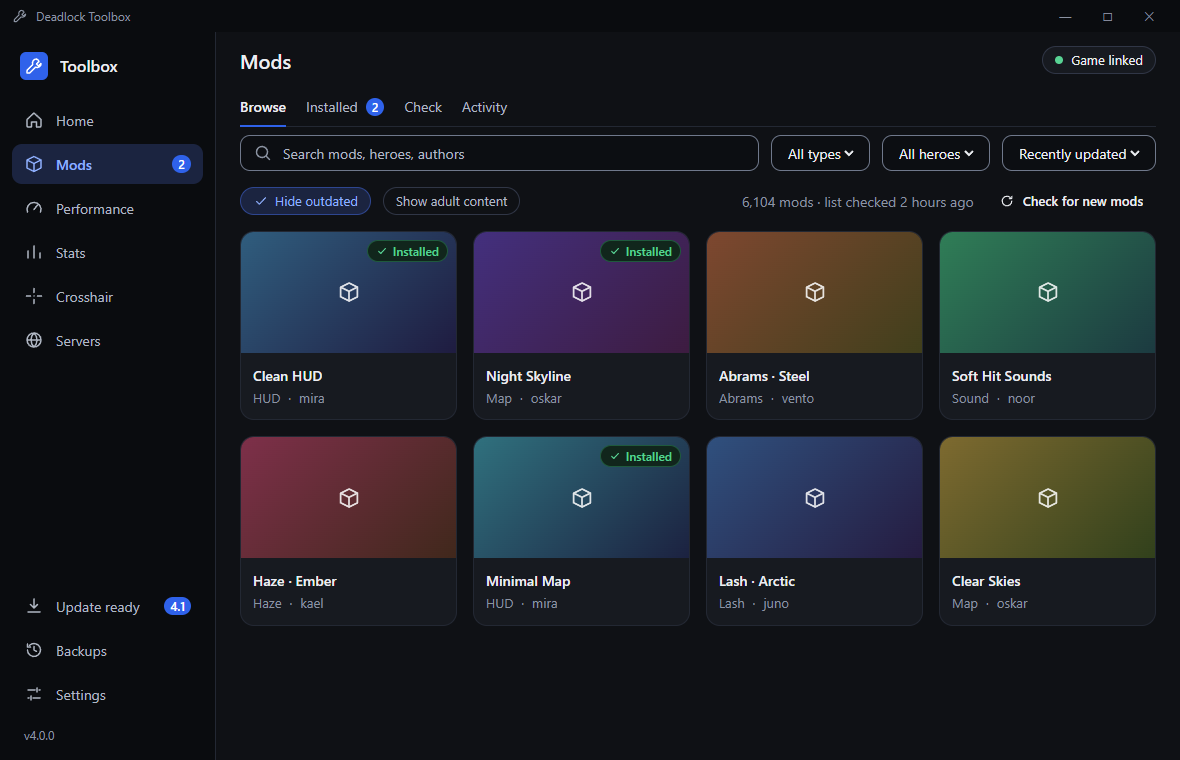 Deadlock Toolbox
Toolbox
Home
Mods 2
Performance
Stats
Crosshair
Servers
Update ready 4.1
Backups
Settings
v4.0.0
Mods
Game linked
Browse Installed 2 Check Activity
Search mods, heroes, authors
All types
All heroes
Recently updated
Hide outdated
Show adult content
6,104 mods · list checked 2 hours ago
Check for new mods
Installed
Clean HUD
HUD · mira
Installed
Night Skyline
Map · oskar
Abrams · Steel
Abrams · vento
Soft Hit Sounds
Sound · noor
Haze · Ember
Haze · kael
Installed
Minimal Map
HUD · mira
Lash · Arctic
Lash · juno
Clear Skies
Map · oskar